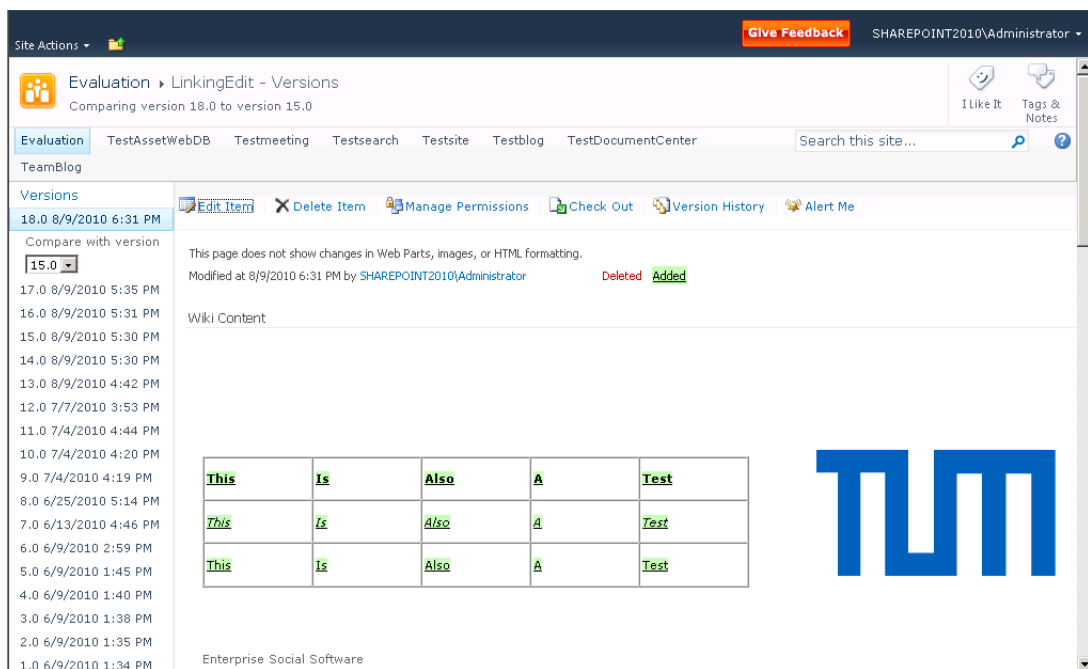 Give Feedback
SHAREPOINT2010\Administrator
Site Actions
Evaluation LinkingEdit - Versions
Comparing version 18.0 to version 15.0
I Like It
Tags & Notes
Evaluation TestAssetWebDB Testmeeting Testsearch Testsite Testblog TestDocumentCenter
Search this site...
TeamBlog
Versions
18.0 8/9/2010 6:31 PM
Compare with version
15.0
17.0 8/9/2010 5:35 PM
16.0 8/9/2010 5:31 PM
15.0 8/9/2010 5:30 PM
14.0 8/9/2010 5:30 PM
13.0 8/9/2010 4:42 PM
12.0 7/7/2010 3:53 PM
11.0 7/4/2010 4:44 PM
10.0 7/4/2010 4:20 PM
9.0 7/4/2010 4:19 PM
8.0 6/25/2010 5:14 PM
7.0 6/13/2010 4:46 PM
6.0 6/9/2010 2:59 PM
5.0 6/9/2010 1:45 PM
4.0 6/9/2010 1:40 PM
3.0 6/9/2010 1:38 PM
2.0 6/9/2010 1:35 PM
1.0 6/9/2010 1:34 PM
Edit Item Delete Item Manage Permissions Check Out Version History Alert Me
This page does not show changes in Web Parts, images, or HTML formatting.
Modified at 8/9/2010 6:31 PM by SHAREPOINT2010\Administrator Deleted Added
Wiki Content
This Is Also A Test
This Is Also A Test
This Is Also A Test
TUM
Enterprise Social Software